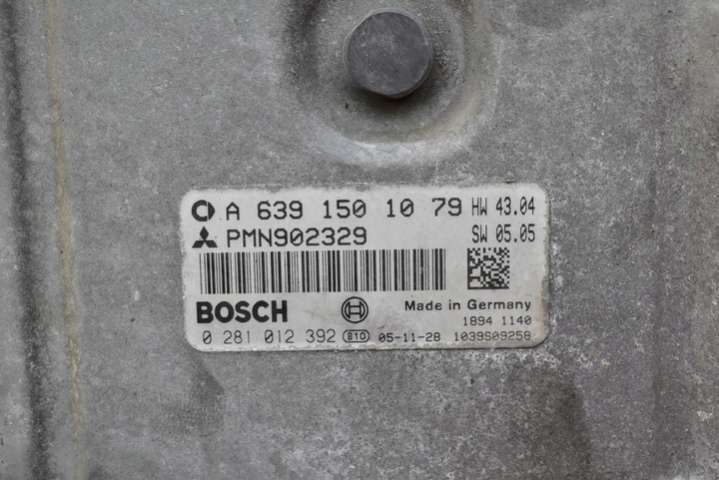 A 639 150 10 79 HW 43.04
PMN902329 SW 05.05
BOSCH Made in Germany
1894 1140
0 281 012 392 810 05-11-28 1039S09258